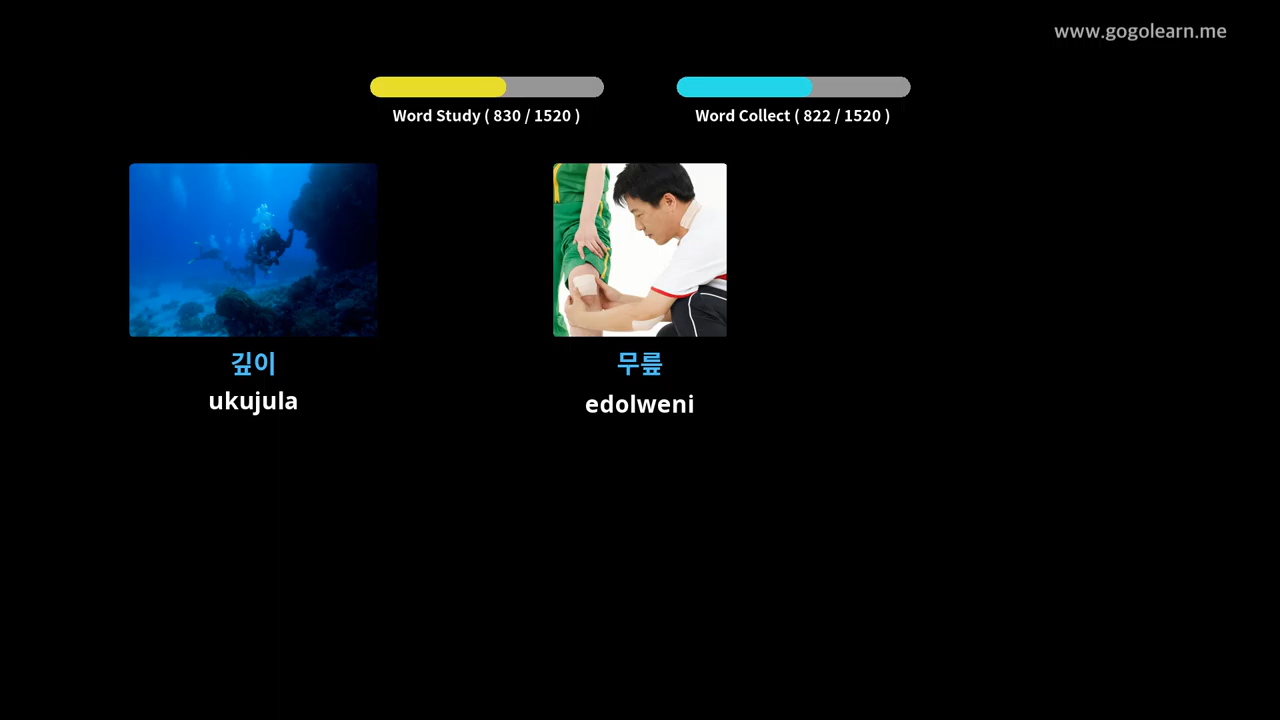 www.gogolearn.me
Word Study ( 830 / 1520 )
Word Collect ( 822 / 1520 )
깊이
ukujula
무릎
edolweni